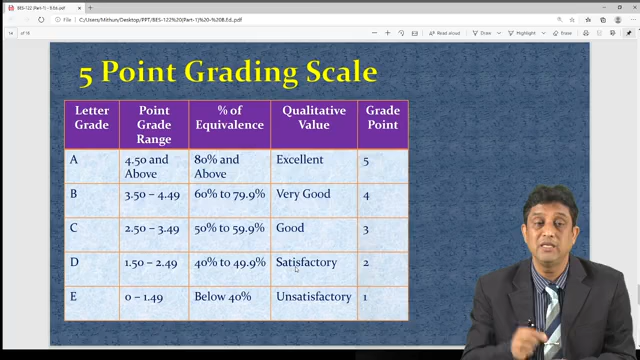 BES-122 (Part-1) - B.Ed.pdf
File | C:/Users/Mithun/Desktop/PPT/BES-122%20(Part-1)%20-%20B.Ed..pdf
14 of 15
Read aloud
Draw
Highlight
Erase
5 Point Grading Scale
Letter Grade | Point Grade Range | % of Equivalence | Qualitative Value | Grade Point
A | 4.50 and Above | 80% and Above | Excellent | 5
B | 3.50 – 4.49 | 60% to 79.9% | Very Good | 4
C | 2.50 – 3.49 | 50% to 59.9% | Good | 3
D | 1.50 – 2.49 | 40% to 49.9% | Satisfactory | 2
E | 0 – 1.49 | Below 40% | Unsatisfactory | 1